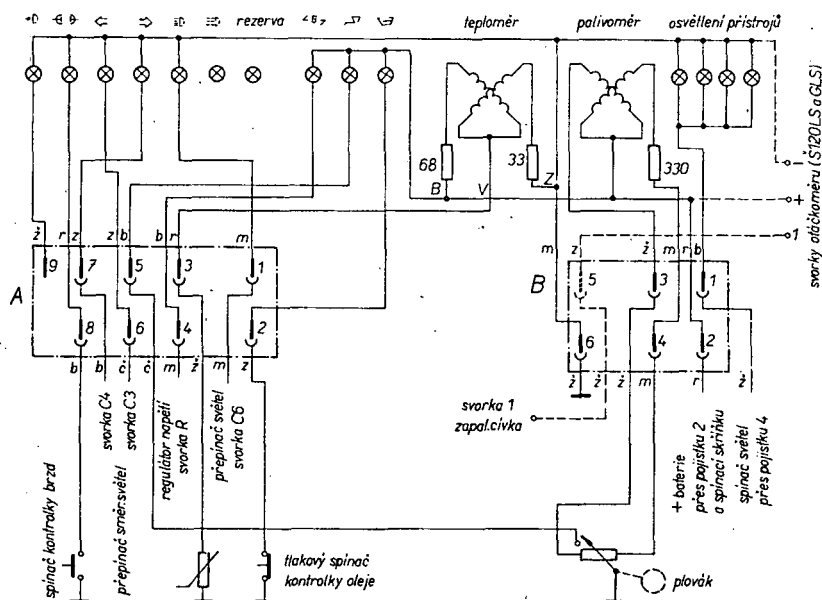 rezerva
teploměr
palivoměr
osvětlení přístrojů
68
33
330
B
V
Z
svorky otáčkoměru (Š120LS a GLS)
−
+
1
ž r z z b b r m
m z ž m r b
A
9 7 5 3 1
8 6 4 2
B
5 3 1
6 4 2
b b č č m ž m z
ž ž ž m r ž
svorka C4
svorka C3
regulátor napětí
svorka R
přepínač světel
svorka C6
svorka 1
zapal.cívka
+ baterie
přes pojistku 2
a spínací skříňku
spínač světel
přes pojistku 4
spínač kontrolky brzd
přepínač směr.světel
tlakový spínač
kontrolky oleje
plovák